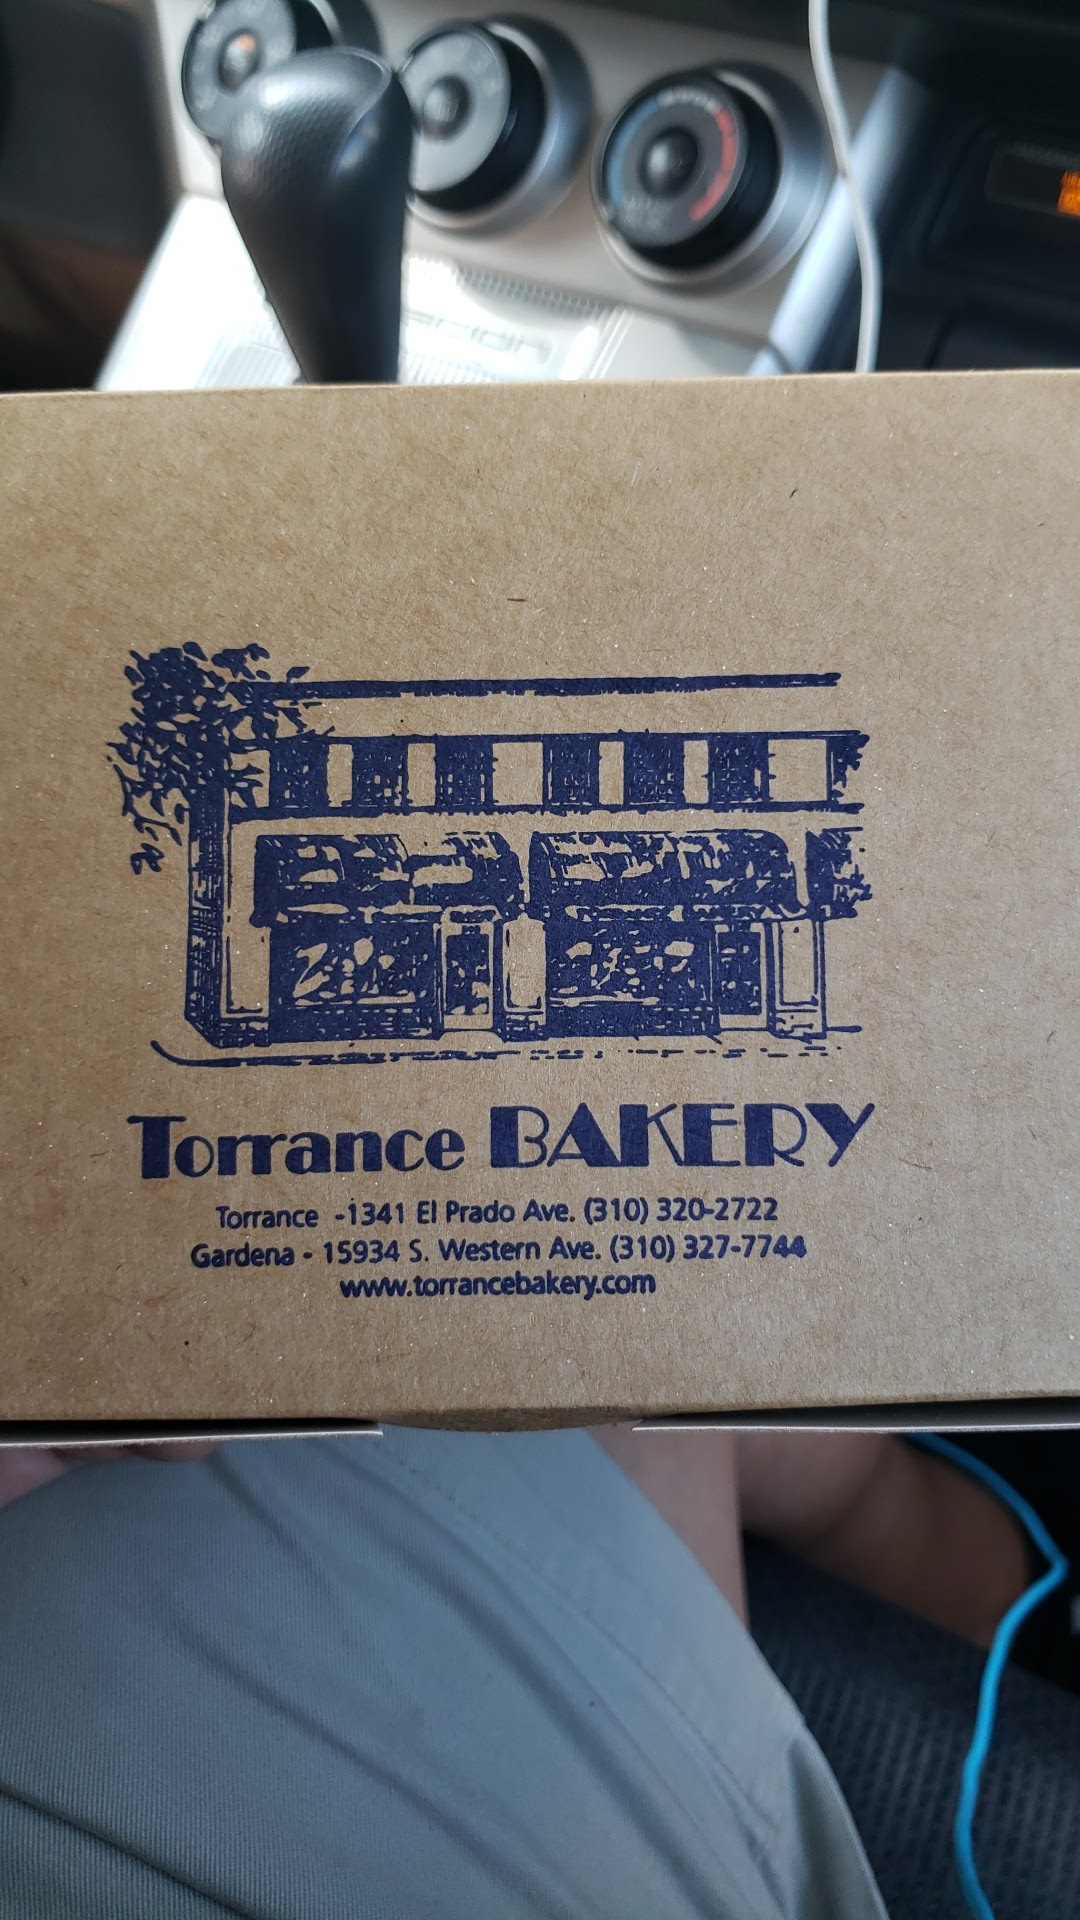 Torrance BAKERY
Torrance -1341 El Prado Ave. (310) 320-2722
Gardena - 15934 S. Western Ave. (310) 327-7744
www.torrancebakery.com